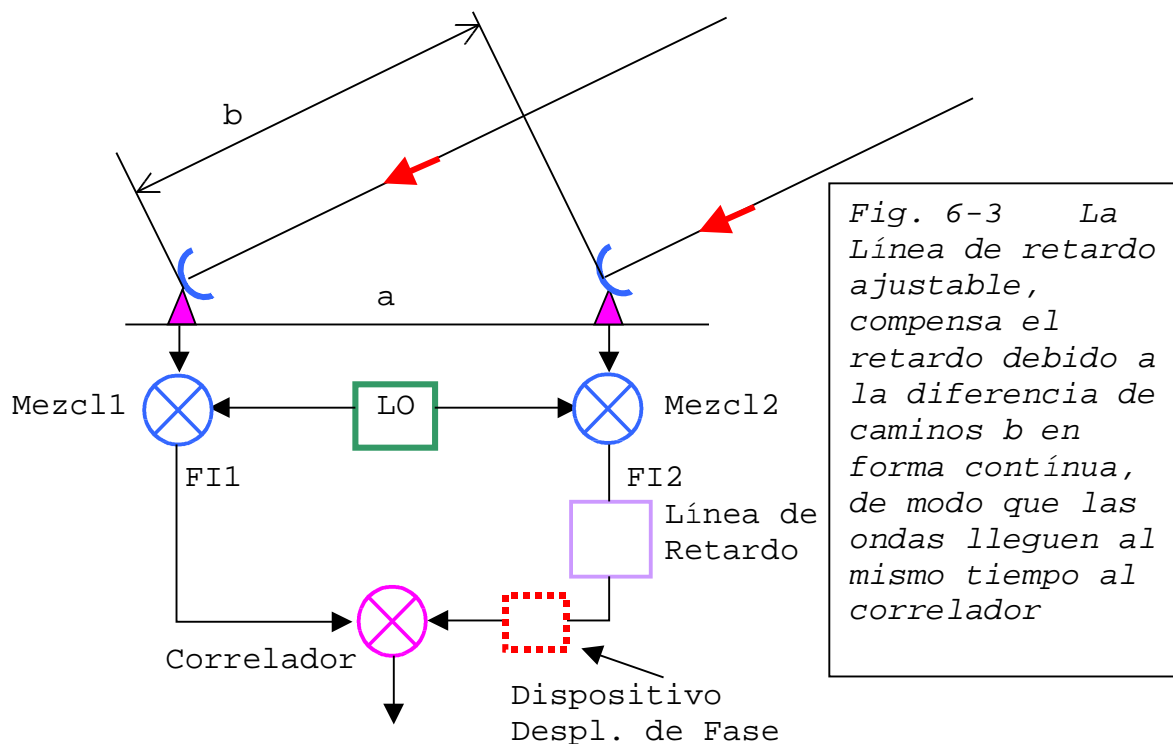 b
a
Mezcl1
LO
Mezcl2
FI1
FI2
Línea de
Retardo
Correlador
Dispositivo
Despl. de Fase
Fig. 6-3 La
Línea de retardo
ajustable,
compensa el
retardo debido a
la diferencia de
caminos b en
forma contínua,
de modo que las
ondas lleguen al
mismo tiempo al
correlador